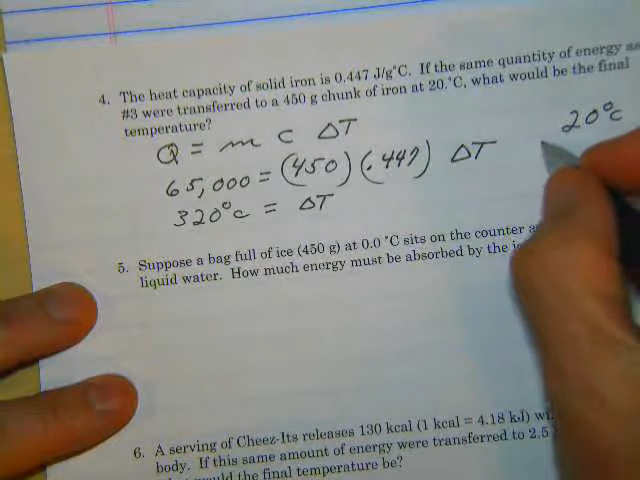 4. The heat capacity of solid iron is 0.447 J/g°C. If the same quantity of energy as
#3 were transferred to a 450 g chunk of iron at 20.°C, what would be the final
temperature?
20°C
Q = m C ΔT
65,000 = (450)(.447) ΔT
320°C = ΔT
5. Suppose a bag full of ice (450 g) at 0.0 °C sits on the counter
liquid water. How much energy must be absorbed by the
6. A serving of Cheez-Its releases 130 kcal (1 kcal = 4.18 kJ)
body. If this same amount of energy were transferred to 2.5
would the final temperature be?